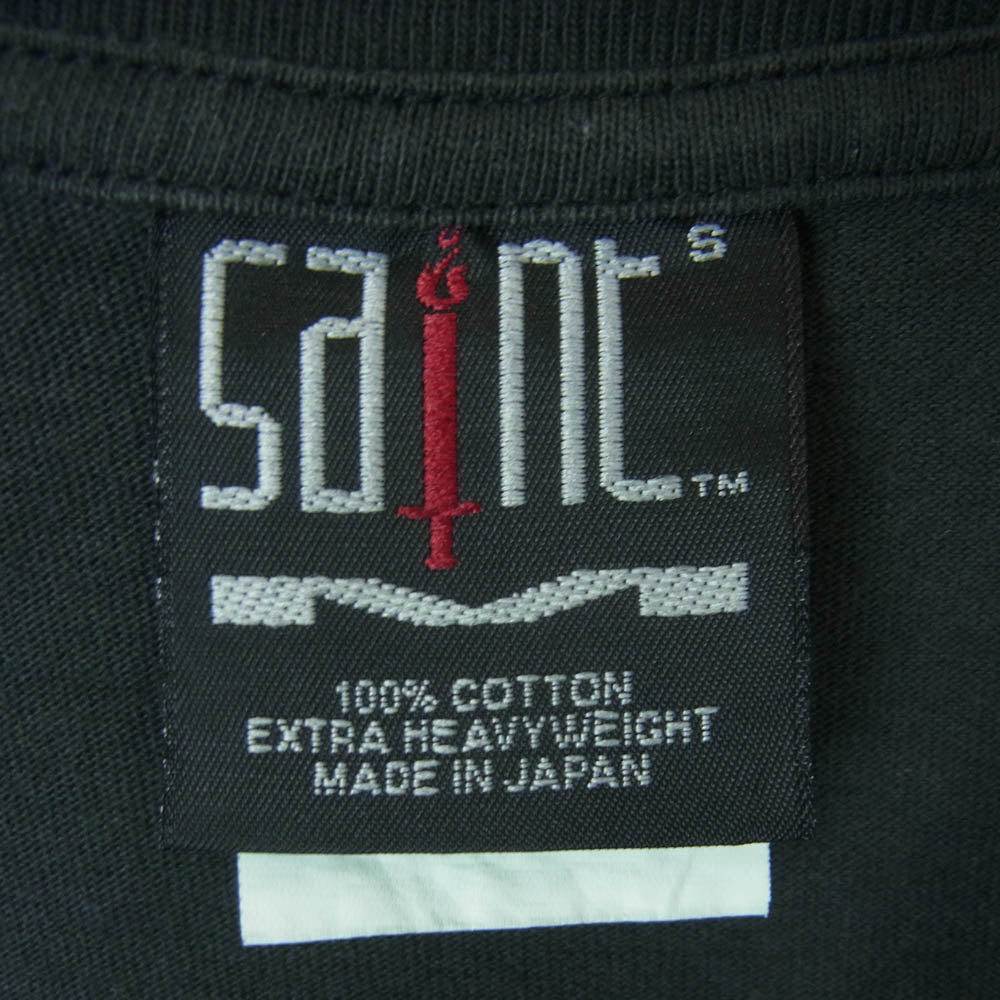 saint S
TM
M
100% COTTON
EXTRA HEAVYWEIGHT
MADE IN JAPAN